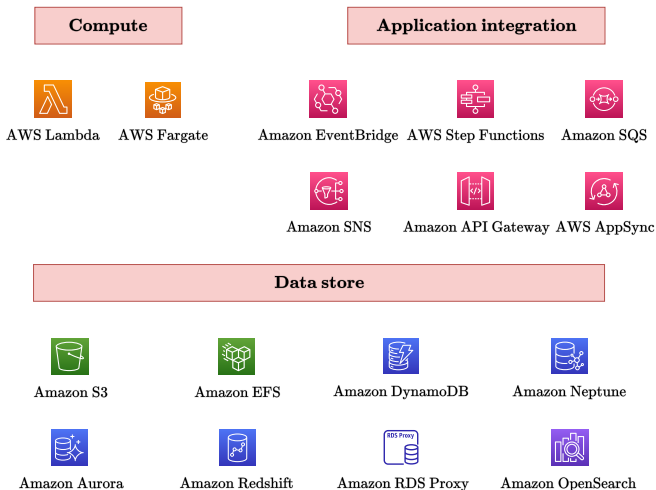 Compute
Application integration
AWS Lambda
AWS Fargate
Amazon EventBridge
AWS Step Functions
Amazon SQS
Amazon SNS
Amazon API Gateway
AWS AppSync
Data store
Amazon S3
Amazon EFS
Amazon DynamoDB
Amazon Neptune
RDS Proxy
Amazon Aurora
Amazon Redshift
Amazon RDS Proxy
Amazon OpenSearch